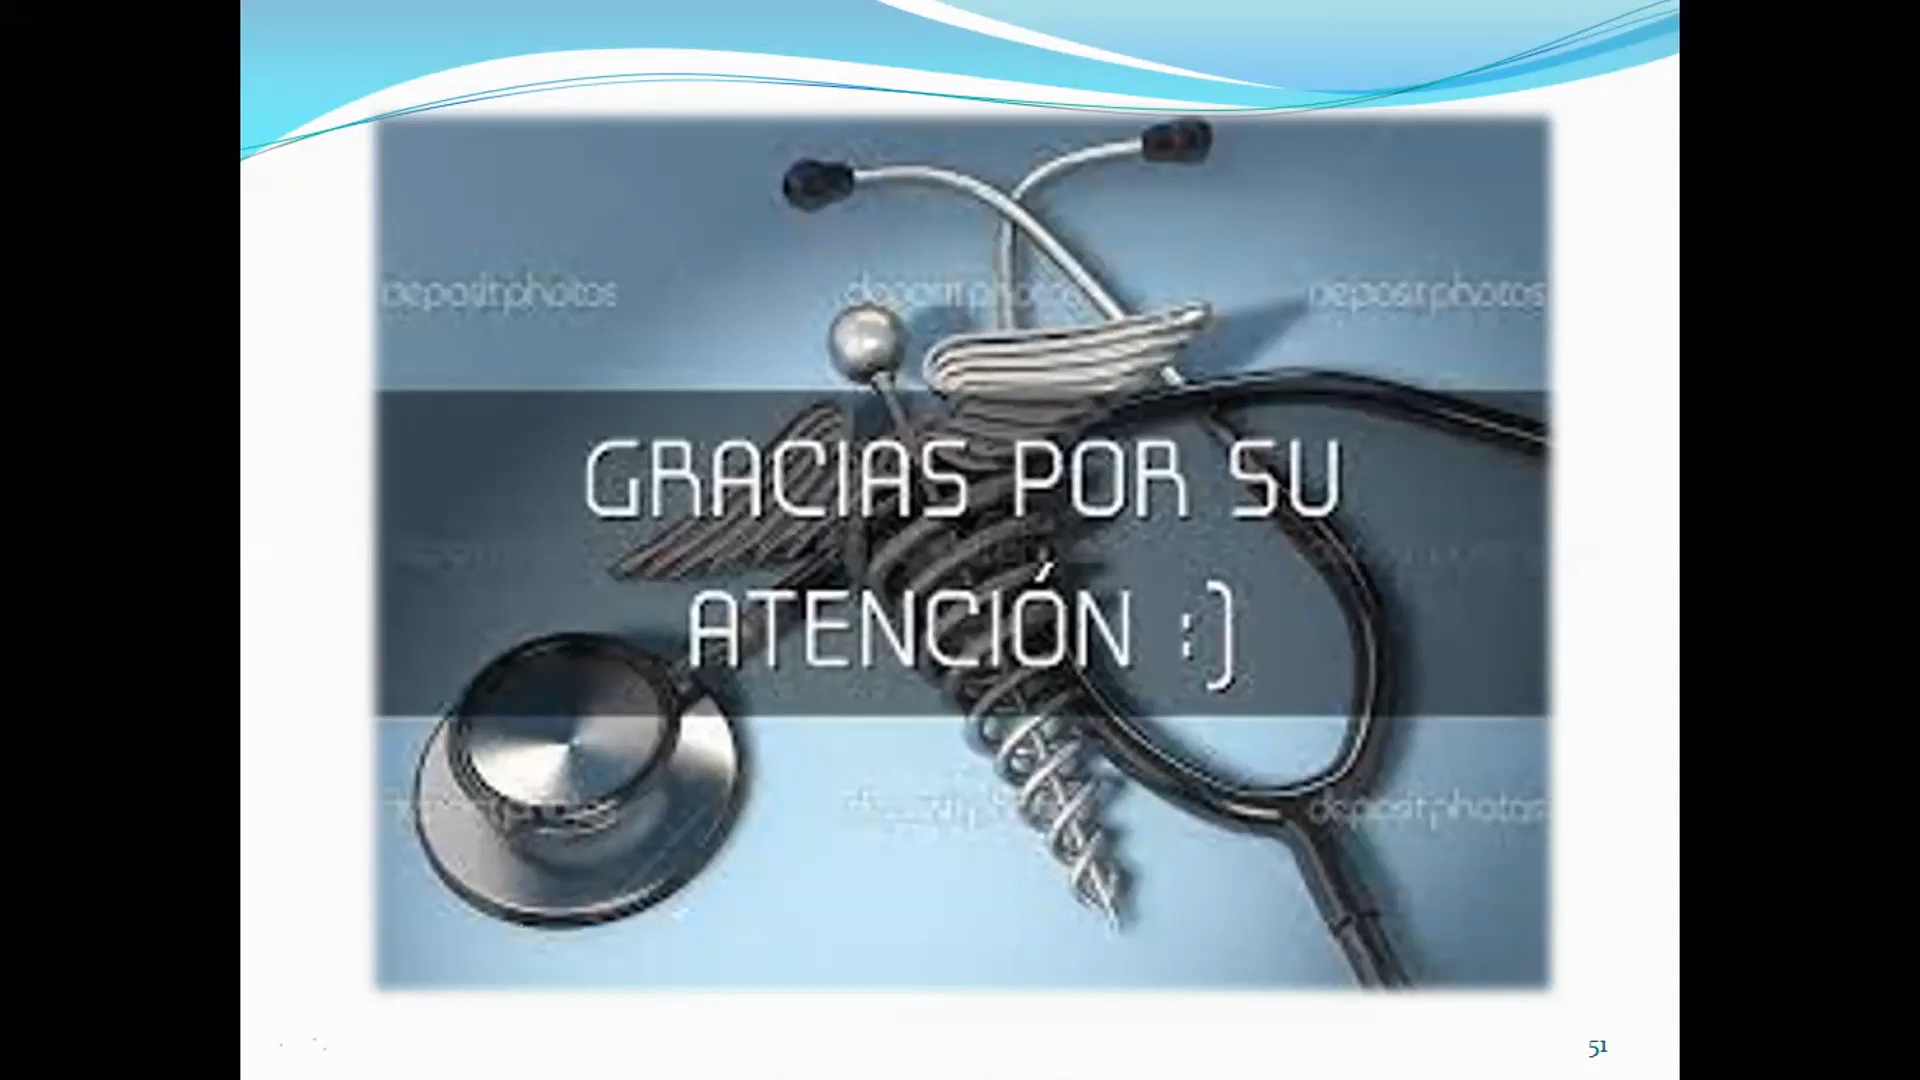 depositphotos depositphotos depositphotos
GRACIAS POR SU
ATENCIÓN :)
depositphotos
51